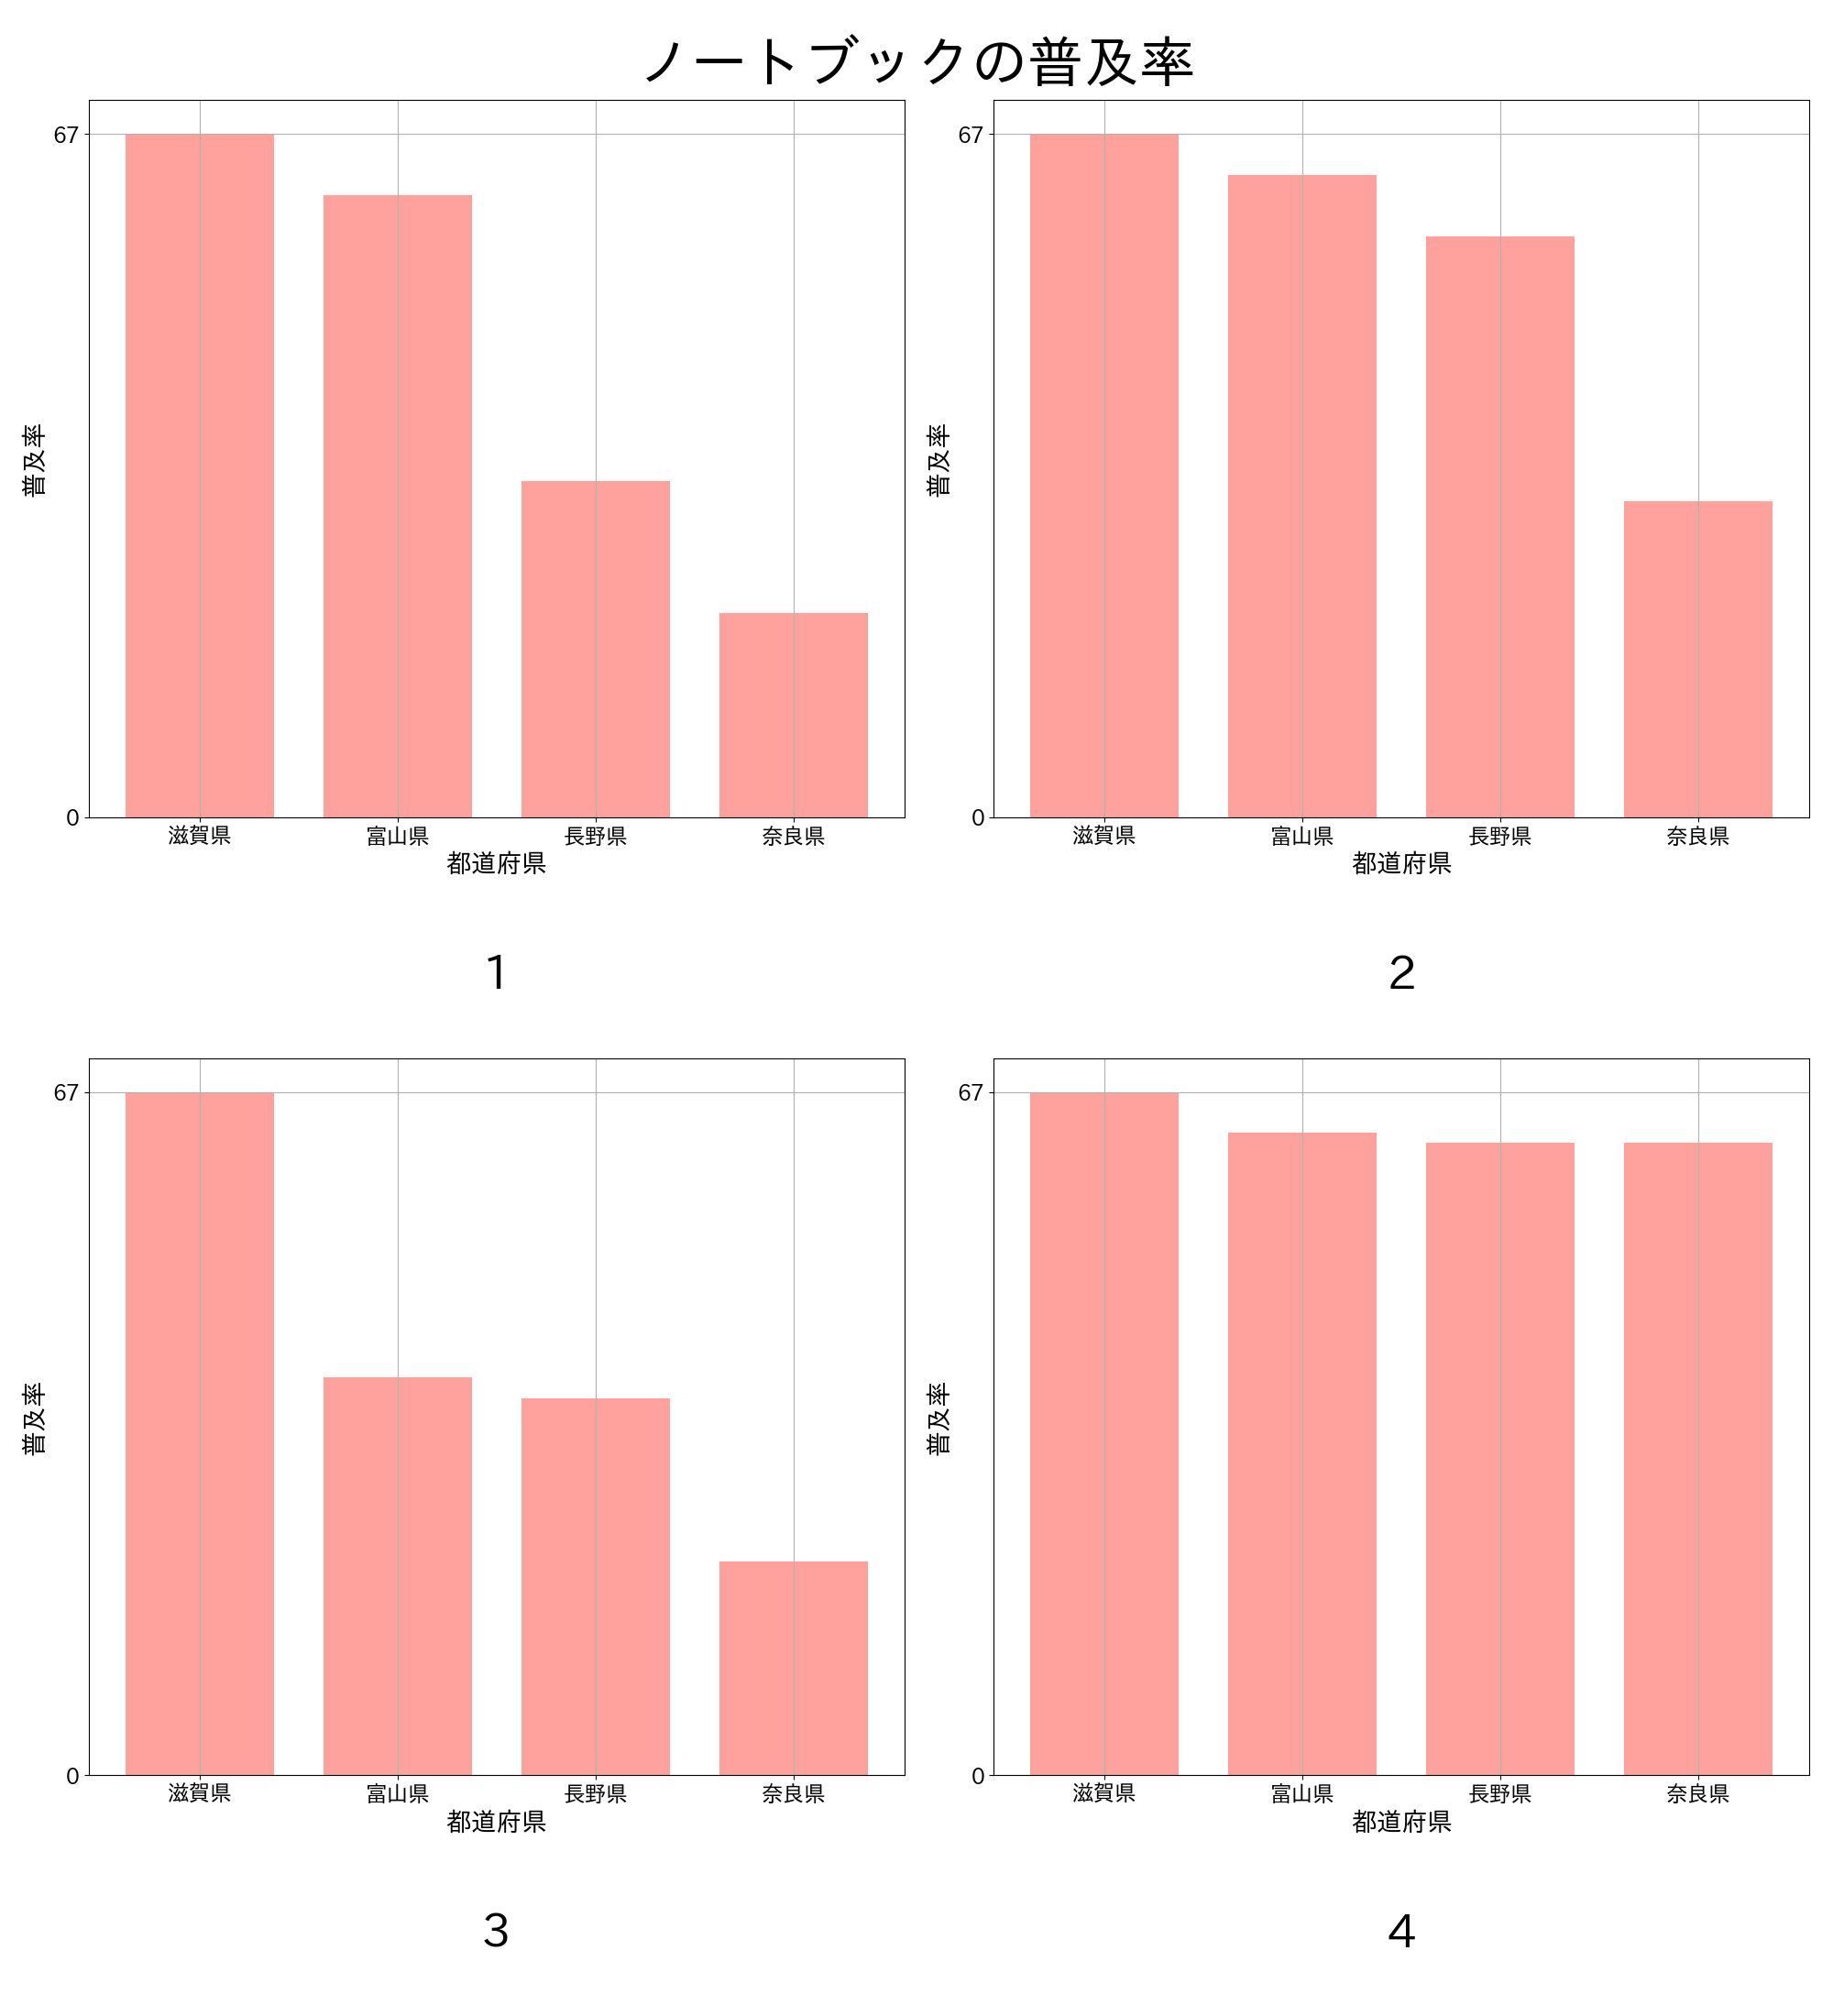 ノートブックの普及率
67
0
普及率
滋賀県 富山県 長野県 奈良県
都道府県
1
67
0
普及率
滋賀県 富山県 長野県 奈良県
都道府県
2
67
0
普及率
滋賀県 富山県 長野県 奈良県
都道府県
3
67
0
普及率
滋賀県 富山県 長野県 奈良県
都道府県
4